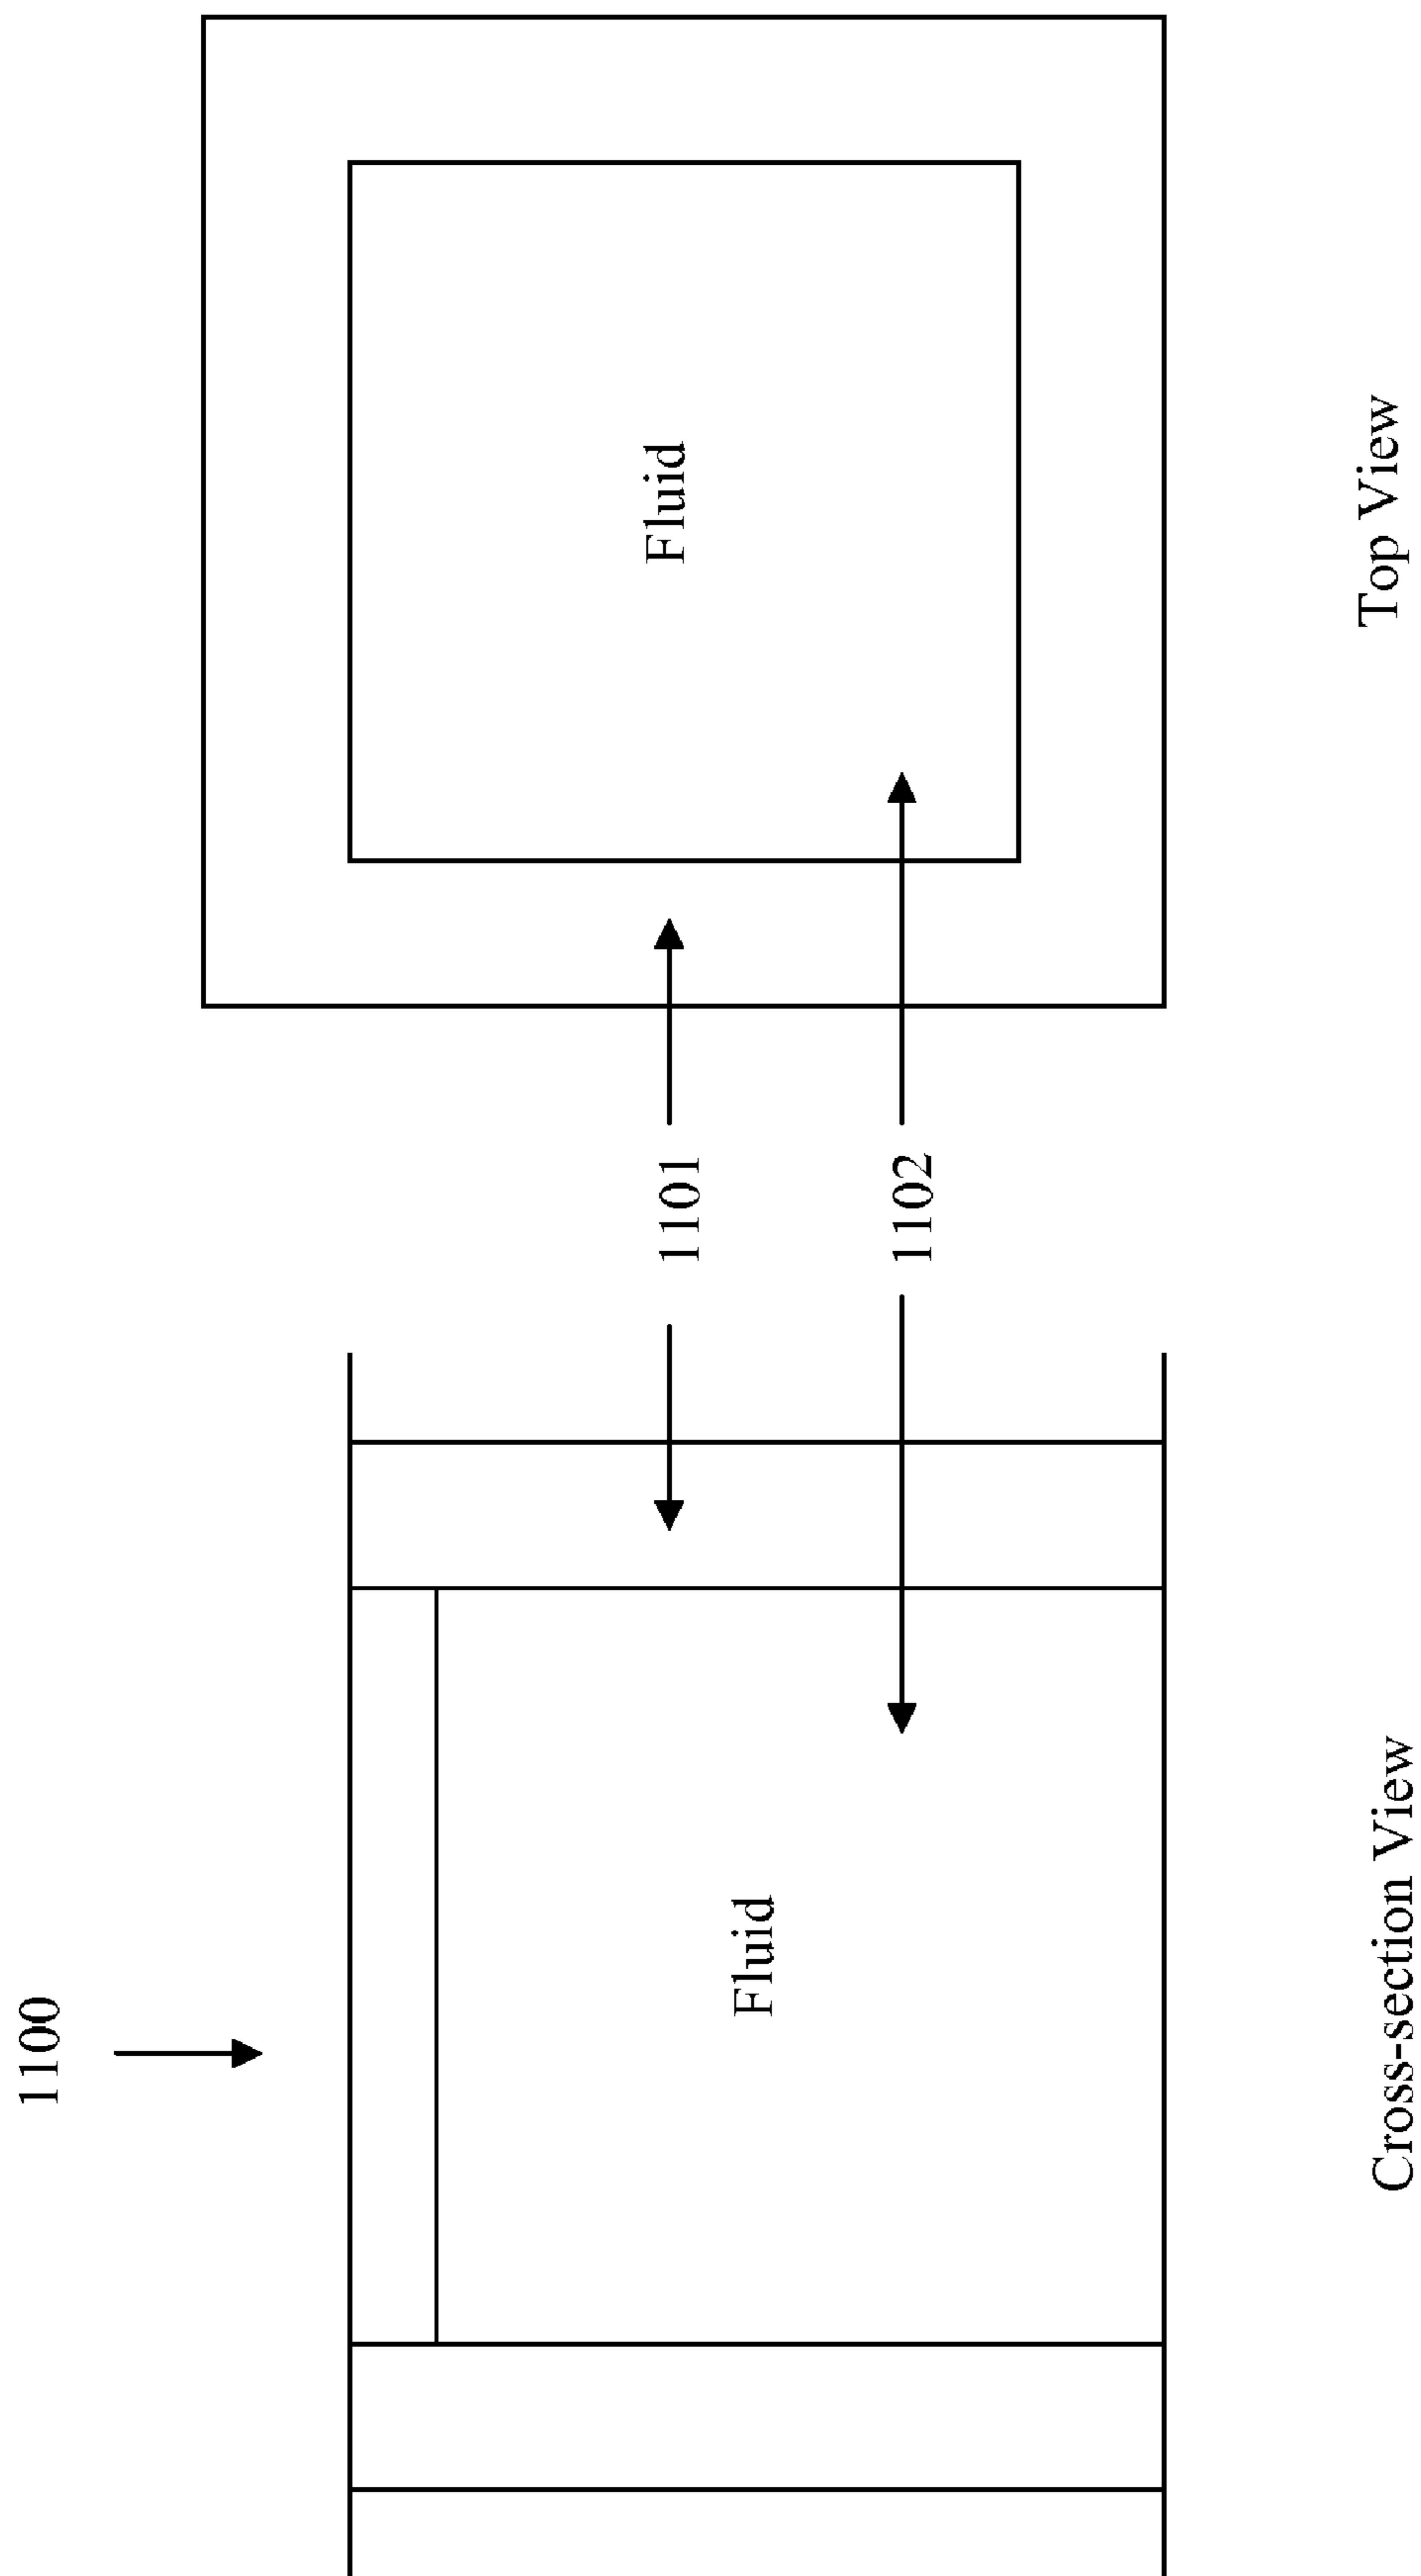 1100
1101
1102
Fluid
Fluid
Cross-section View
Top View